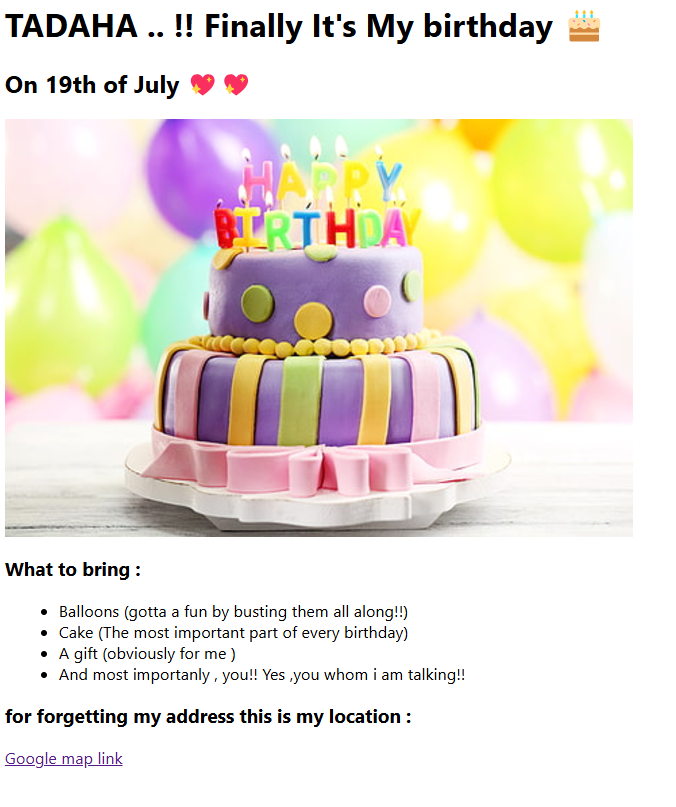 TADAHA .. !! Finally It's My birthday 🎂
On 19th of July 💖 💖
HAPPY
BIRTHDAY
What to bring :
Balloons (gotta a fun by busting them all along!!)
Cake (The most important part of every birthday)
A gift (obviously for me )
And most importanly , you!! Yes ,you whom i am talking!!
for forgetting my address this is my location :
Google map link